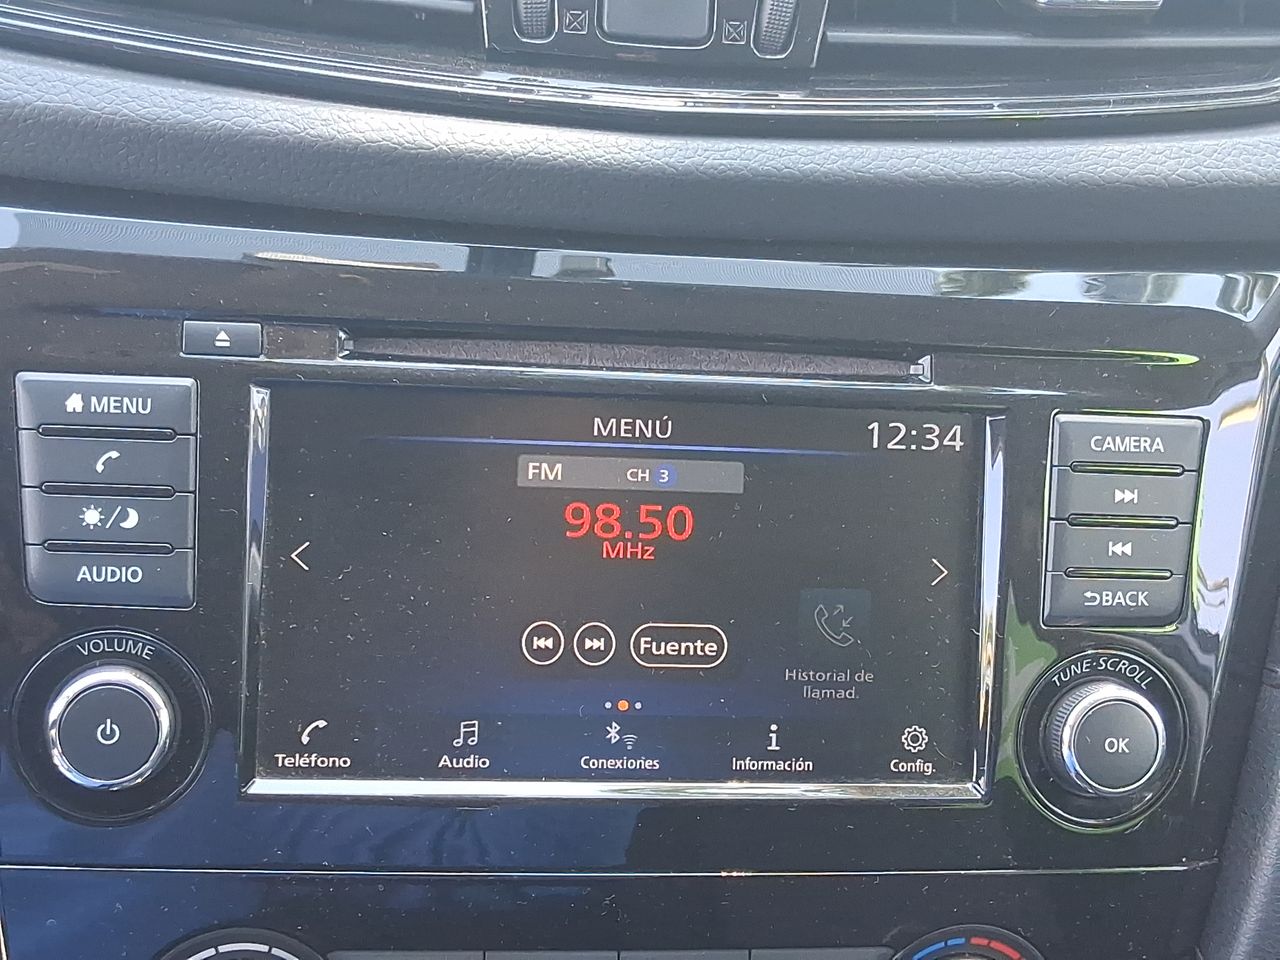 MENU
AUDIO
VOLUME
MENÚ
12:34
FM CH 3
98.50
MHz
Fuente
Historial de
llamad.
Teléfono
Audio
Conexiones
Información
Config.
CAMERA
BACK
TUNE·SCROLL
OK